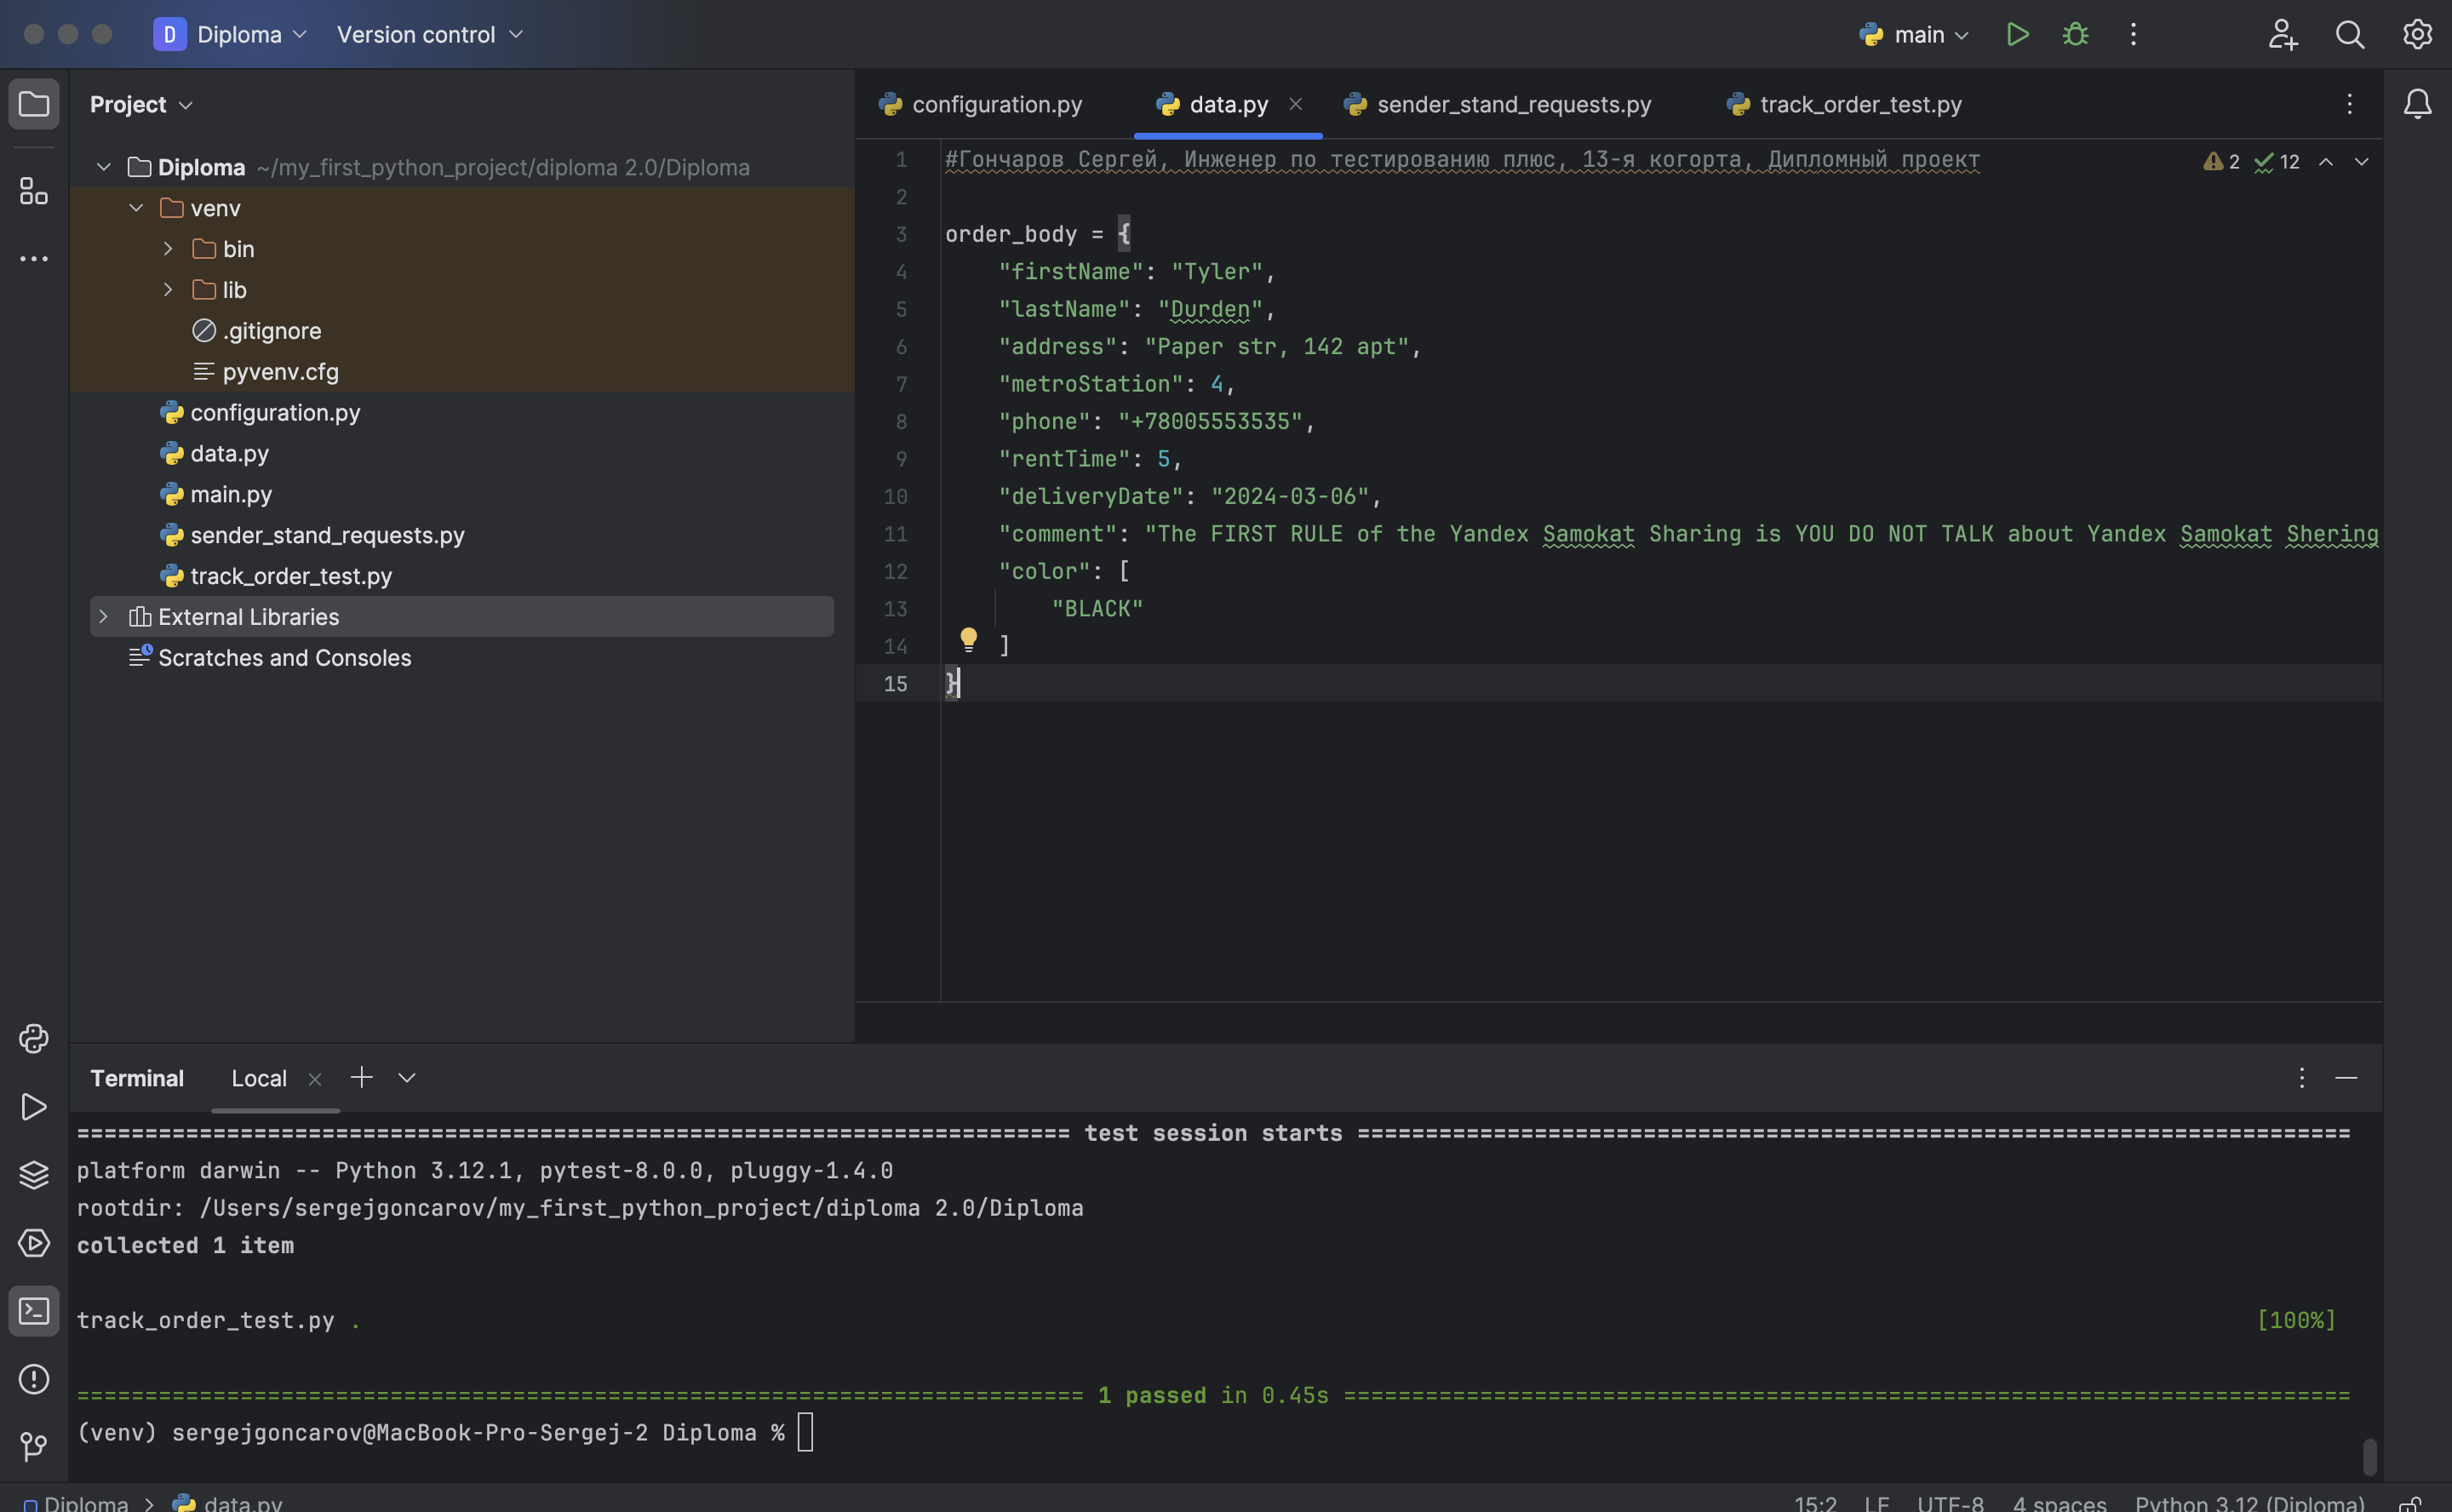 D Diploma Version control main
Project
configuration.py data.py sender_stand_requests.py track_order_test.py
Diploma ~/my_first_python_project/diploma 2.0/Diploma
venv
bin
lib
.gitignore
pyvenv.cfg
configuration.py
data.py
main.py
sender_stand_requests.py
track_order_test.py
External Libraries
Scratches and Consoles
1 #Гончаров Сергей, Инженер по тестированию плюс, 13-я когорта, Дипломный проект
2 12
2
3 order_body = {
4 "firstName": "Tyler",
5 "lastName": "Durden",
6 "address": "Paper str, 142 apt",
7 "metroStation": 4,
8 "phone": "+78005553535",
9 "rentTime": 5,
10 "deliveryDate": "2024-03-06",
11 "comment": "The FIRST RULE of the Yandex Samokat Sharing is YOU DO NOT TALK about Yandex Samokat Shering
12 "color": [
13 "BLACK"
14 ]
15 }
Terminal Local
========================================================================= test session starts =========================================================================
platform darwin -- Python 3.12.1, pytest-8.0.0, pluggy-1.4.0
rootdir: /Users/sergejgoncarov/my_first_python_project/diploma 2.0/Diploma
collected 1 item
track_order_test.py . [100%]
========================================================================== 1 passed in 0.45s ==========================================================================
(venv) sergejgoncarov@MacBook-Pro-Sergej-2 Diploma %
Diploma > data.py 15:2 LF UTF-8 4 spaces Python 3.12 (Diploma)